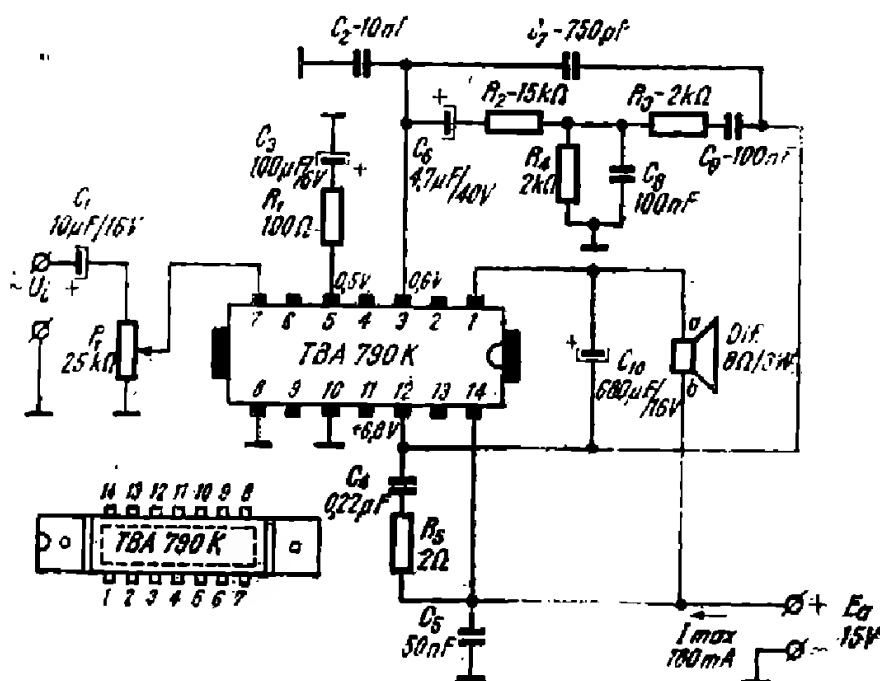 C2-10nf
C7-750pF
R2-15kΩ
R3-2kΩ
C3
100µF/
16V
+
C6
4,7µF/
/40V
R4
2kΩ
C8
100nF
C9-100nF
R1
100Ω
C1
10µF/16V
~ Ui +
P1
25kΩ
0,5V
0,6V
7 6 5 4 3 2 1
TBA 790K
8 9 10 11 12 13 14
+6,8V
+
C10
680µF/
/16V
a
b
Dif.
8Ω/3W
C4
0,22µF
R5
2Ω
C5
50nF
14 13 12 11 10 9 8
TBA 790K
1 2 3 4 5 6 7
I max
180mA
+ Ea
15V
-